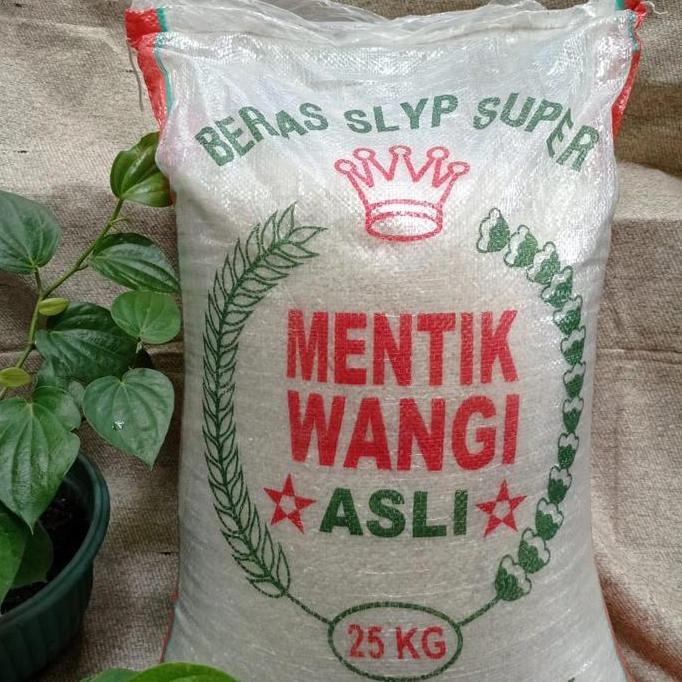 BERAS SLYP SUPER
MENTIK
WANGI
ASLI
25 KG